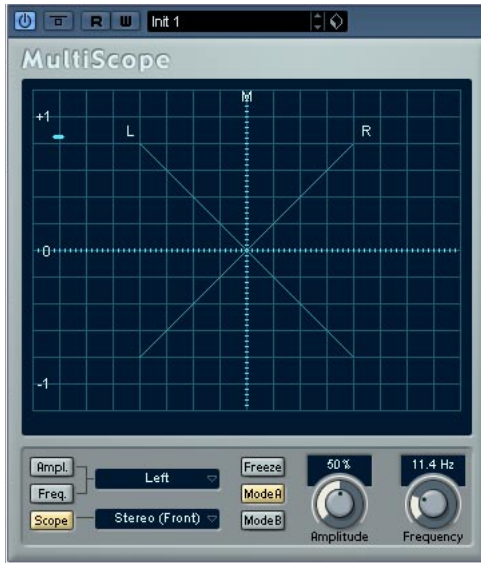 R W Init 1
MultiScope
M
+1
L R
0
-1
Ampl. Left Freeze 50% 11.4 Hz
Freq. Mode A
Scope Stereo (Front) Mode B
Amplitude Frequency